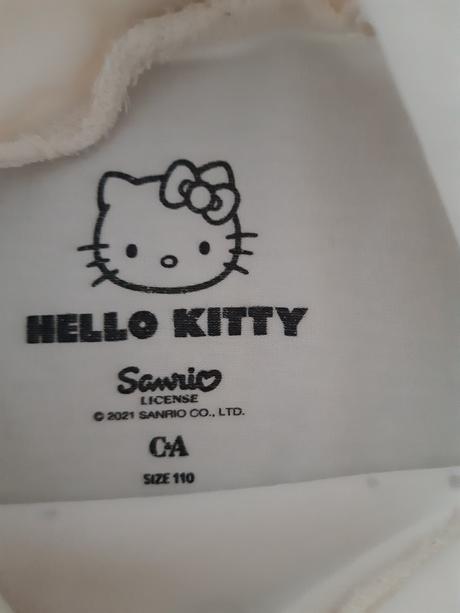 HELLO KITTY
Sanrio
LICENSE
© 2021 SANRIO CO., LTD.
C&A
SIZE 110